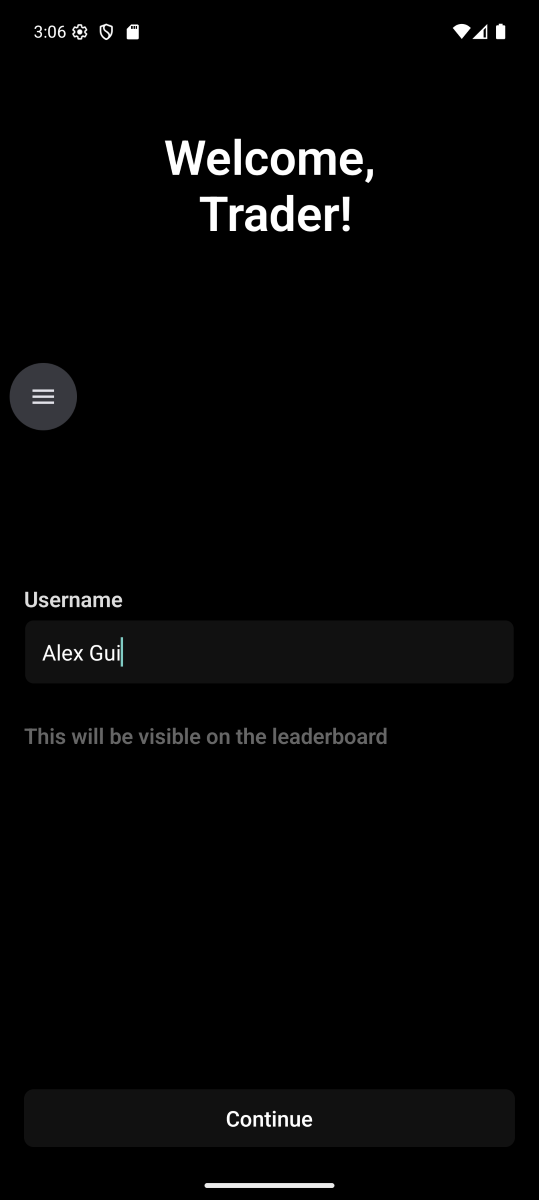 3:06
Welcome,
Trader!
Username
Alex Gui
This will be visible on the leaderboard
Continue